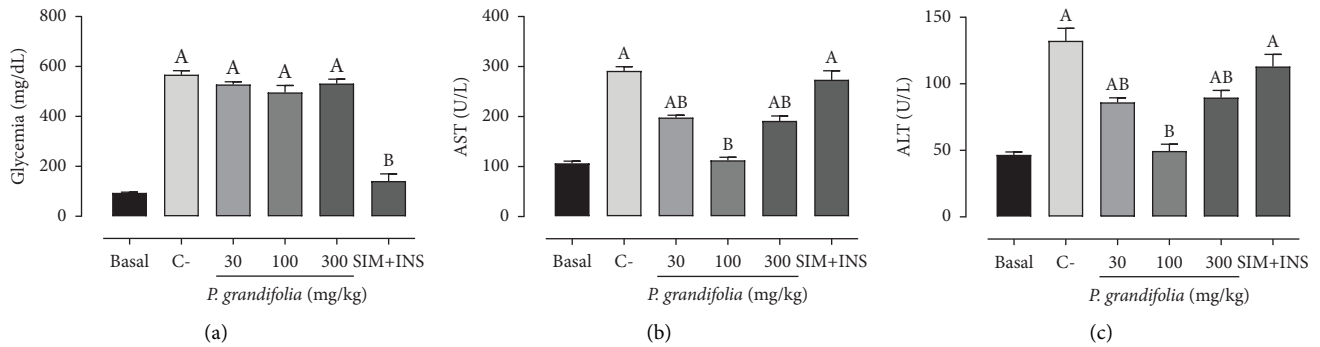 Glycemia (mg/dL)
800
600
400
200
0
A
A
A
A
B
Basal C- 30 100 300 SIM+INS
P. grandifolia (mg/kg)
(a)
AST (U/L)
400
300
200
100
0
A
AB
B
AB
A
Basal C- 30 100 300 SIM+INS
P. grandifolia (mg/kg)
(b)
ALT (U/L)
150
100
50
0
A
AB
B
AB
A
Basal C- 30 100 300 SIM+INS
P. grandifolia (mg/kg)
(c)